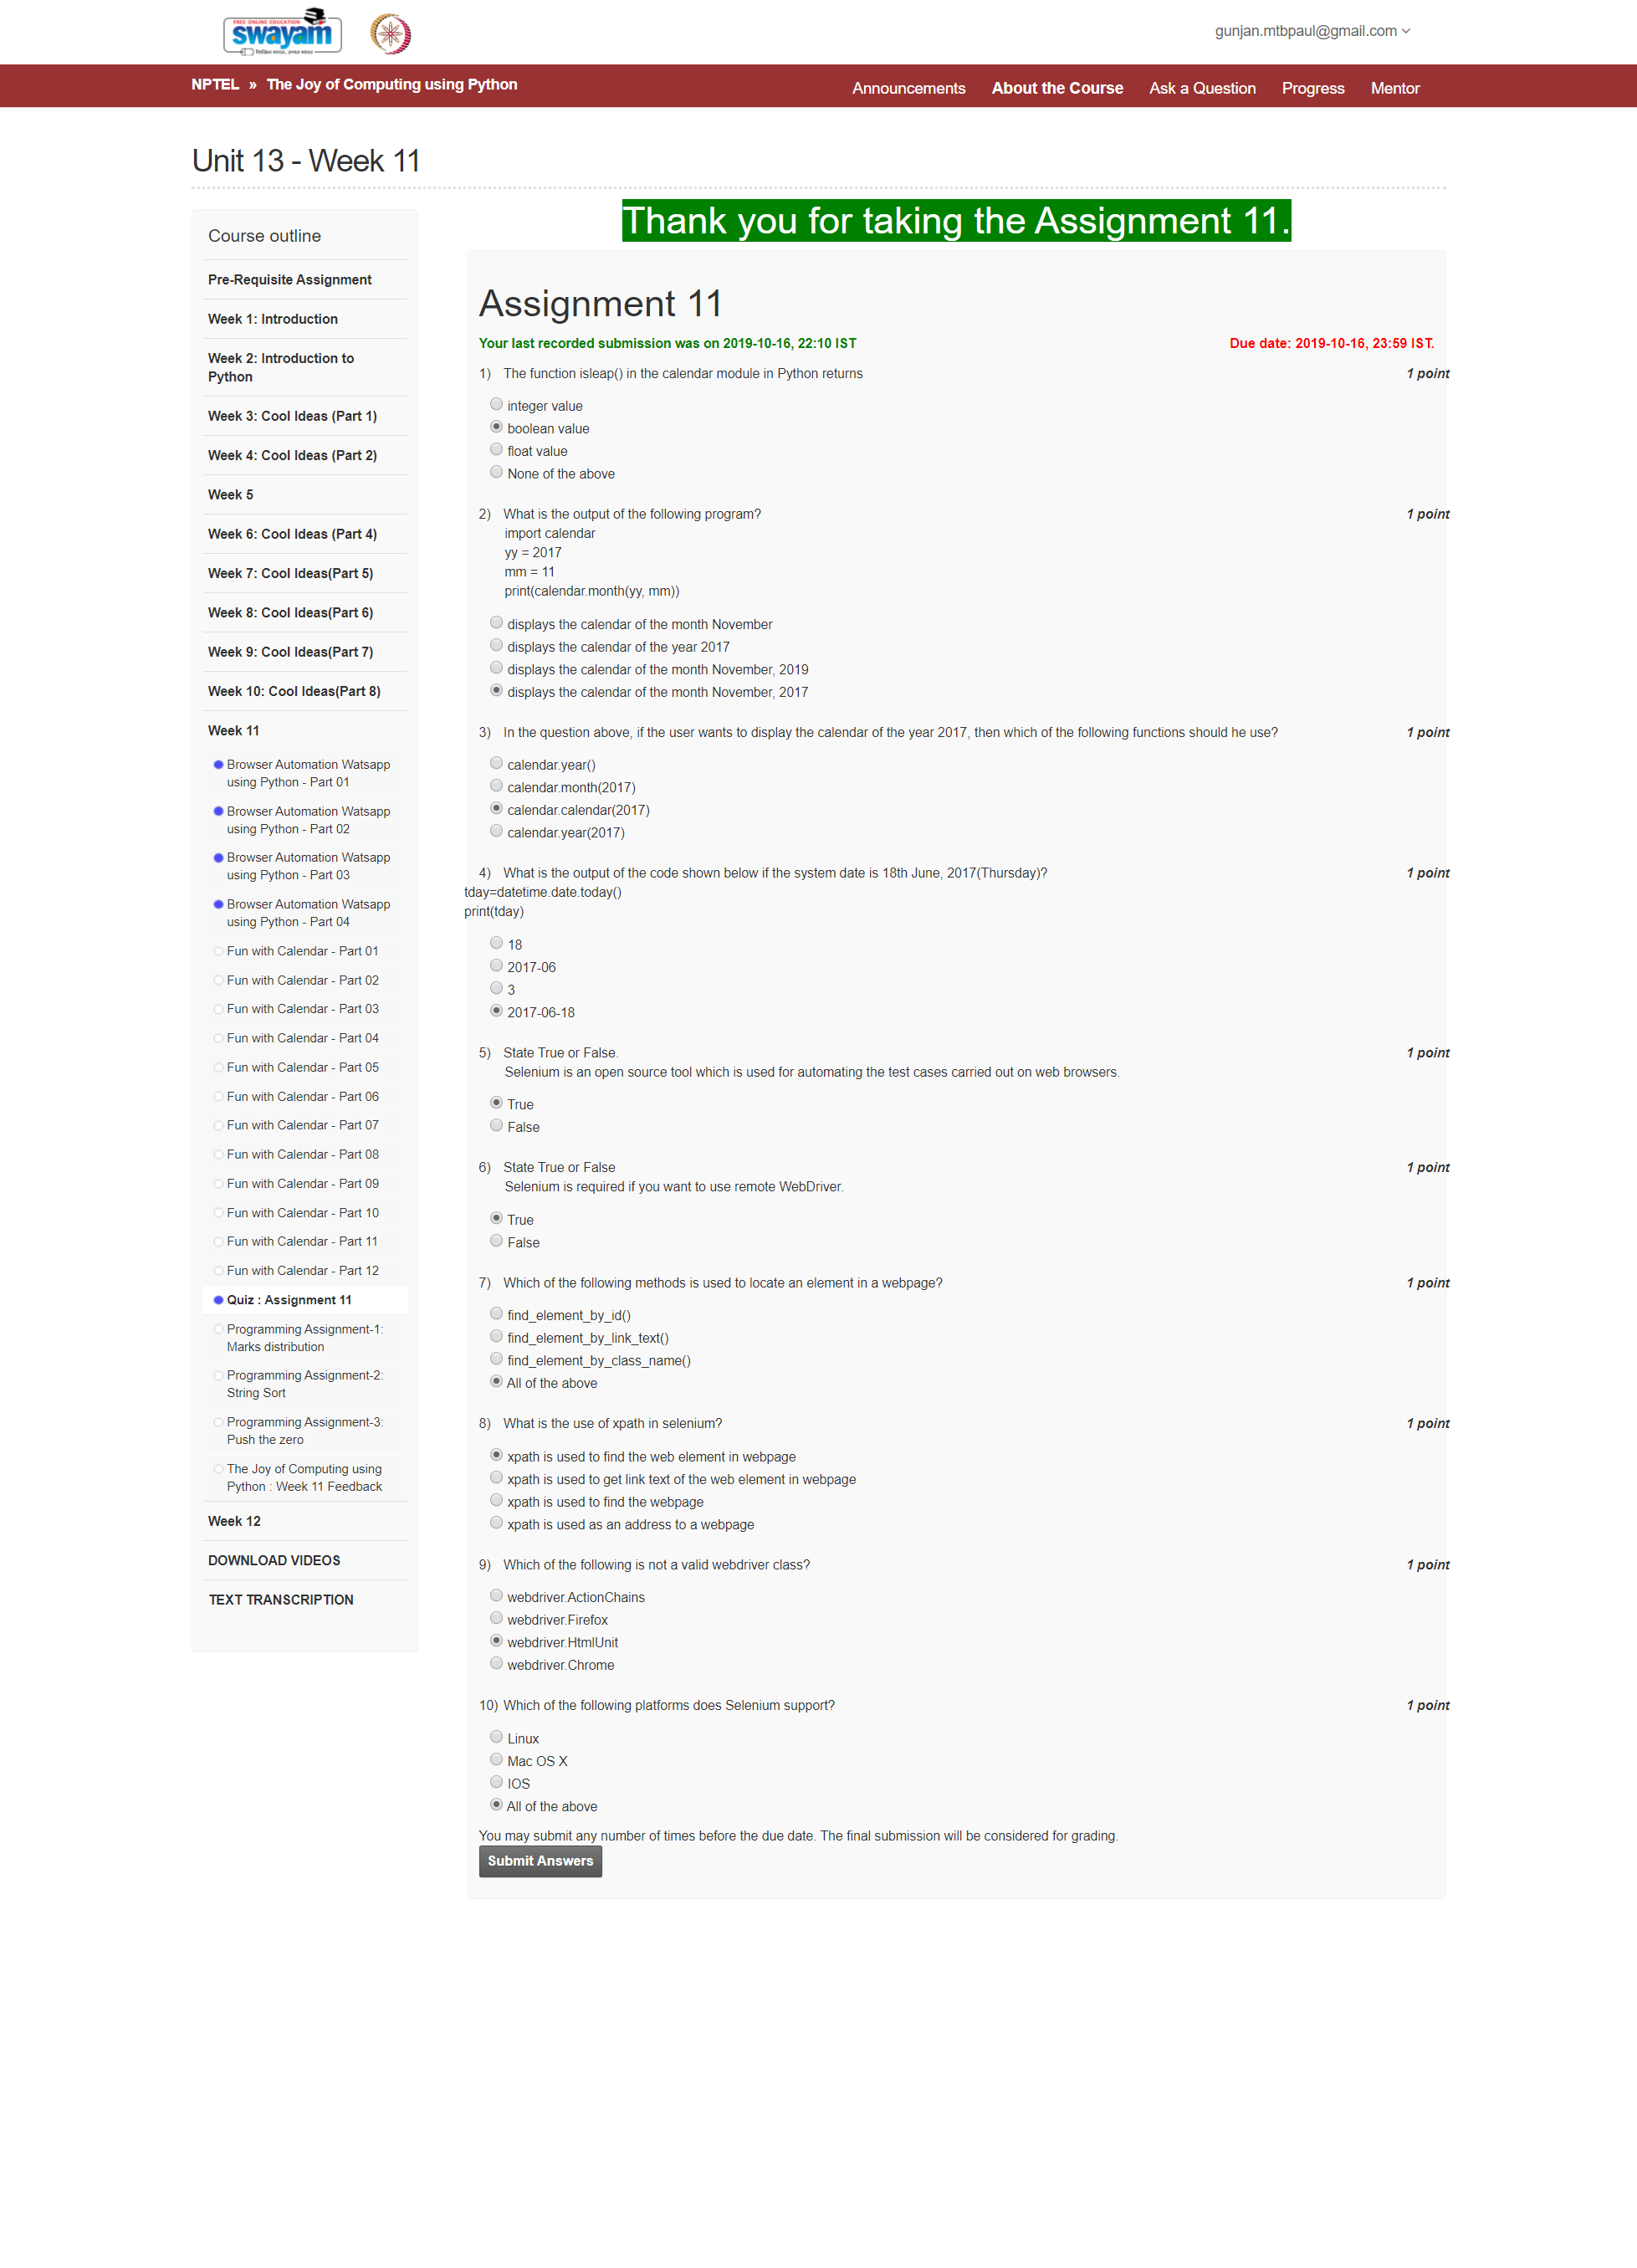 FREE ONLINE EDUCATION
swayam
gunjan.mtbpaul@gmail.com
NPTEL » The Joy of Computing using Python
Announcements About the Course Ask a Question Progress Mentor
Unit 13 - Week 11
Course outline
Pre-Requisite Assignment
Week 1: Introduction
Week 2: Introduction to
Python
Week 3: Cool Ideas (Part 1)
Week 4: Cool Ideas (Part 2)
Week 5
Week 6: Cool Ideas (Part 4)
Week 7: Cool Ideas(Part 5)
Week 8: Cool Ideas(Part 6)
Week 9: Cool Ideas(Part 7)
Week 10: Cool Ideas(Part 8)
Week 11
Browser Automation Watsapp
using Python - Part 01
Browser Automation Watsapp
using Python - Part 02
Browser Automation Watsapp
using Python - Part 03
Browser Automation Watsapp
using Python - Part 04
Fun with Calendar - Part 01
Fun with Calendar - Part 02
Fun with Calendar - Part 03
Fun with Calendar - Part 04
Fun with Calendar - Part 05
Fun with Calendar - Part 06
Fun with Calendar - Part 07
Fun with Calendar - Part 08
Fun with Calendar - Part 09
Fun with Calendar - Part 10
Fun with Calendar - Part 11
Fun with Calendar - Part 12
Quiz : Assignment 11
Programming Assignment-1:
Marks distribution
Programming Assignment-2:
String Sort
Programming Assignment-3:
Push the zero
The Joy of Computing using
Python : Week 11 Feedback
Week 12
DOWNLOAD VIDEOS
TEXT TRANSCRIPTION
Thank you for taking the Assignment 11.
Assignment 11
Your last recorded submission was on 2019-10-16, 22:10 IST Due date: 2019-10-16, 23:59 IST.
1) The function isleap() in the calendar module in Python returns 1 point
integer value
boolean value
float value
None of the above
2) What is the output of the following program? 1 point
import calendar
yy = 2017
mm = 11
print(calendar.month(yy, mm))
displays the calendar of the month November
displays the calendar of the year 2017
displays the calendar of the month November, 2019
displays the calendar of the month November, 2017
3) In the question above, if the user wants to display the calendar of the year 2017, then which of the following functions should he use? 1 point
calendar.year()
calendar.month(2017)
calendar.calendar(2017)
calendar.year(2017)
4) What is the output of the code shown below if the system date is 18th June, 2017(Thursday)? 1 point
tday=datetime.date.today()
print(tday)
18
2017-06
3
2017-06-18
5) State True or False. 1 point
Selenium is an open source tool which is used for automating the test cases carried out on web browsers.
True
False
6) State True or False 1 point
Selenium is required if you want to use remote WebDriver.
True
False
7) Which of the following methods is used to locate an element in a webpage? 1 point
find_element_by_id()
find_element_by_link_text()
find_element_by_class_name()
All of the above
8) What is the use of xpath in selenium? 1 point
xpath is used to find the web element in webpage
xpath is used to get link text of the web element in webpage
xpath is used to find the webpage
xpath is used as an address to a webpage
9) Which of the following is not a valid webdriver class? 1 point
webdriver.ActionChains
webdriver.Firefox
webdriver.HtmlUnit
webdriver.Chrome
10) Which of the following platforms does Selenium support? 1 point
Linux
Mac OS X
IOS
All of the above
You may submit any number of times before the due date. The final submission will be considered for grading.
Submit Answers